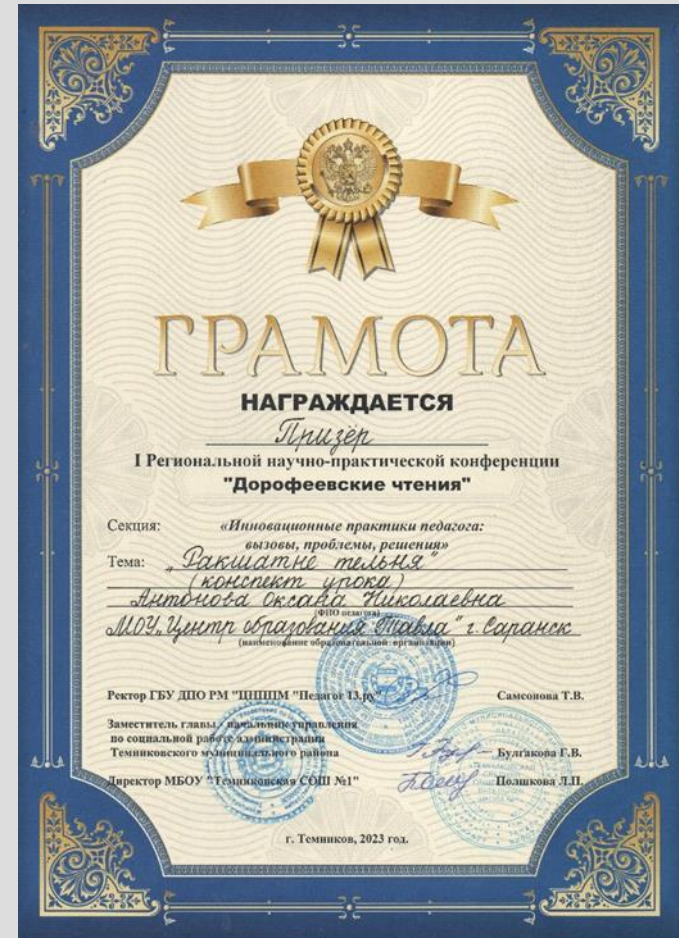 ГРАМОТА
НАГРАЖДАЕТСЯ
Призёр
I Региональной научно-практической конференции
"Дорофеевские чтения"
Секция: «Инновационные практики педагога:
вызовы, проблемы, решения»
Тема: „Ракшатне тельня"
(конспект урока)
Антонова Оксана Николаевна
(ФИО педагога)
МОУ „Центр образования Тавла" г. Саранск
(наименование образовательной организации)
Ректор ГБУ ДПО РМ "ЦНППМ "Педагог 13.ру" Самсонова Т.В.
Заместитель главы - начальник управления
по социальной работе администрации
Темниковского муниципального района Булгакова Г.В.
Директор МБОУ "Темниковская СОШ №1" Полшкова Л.П.
г. Темников, 2023 год.